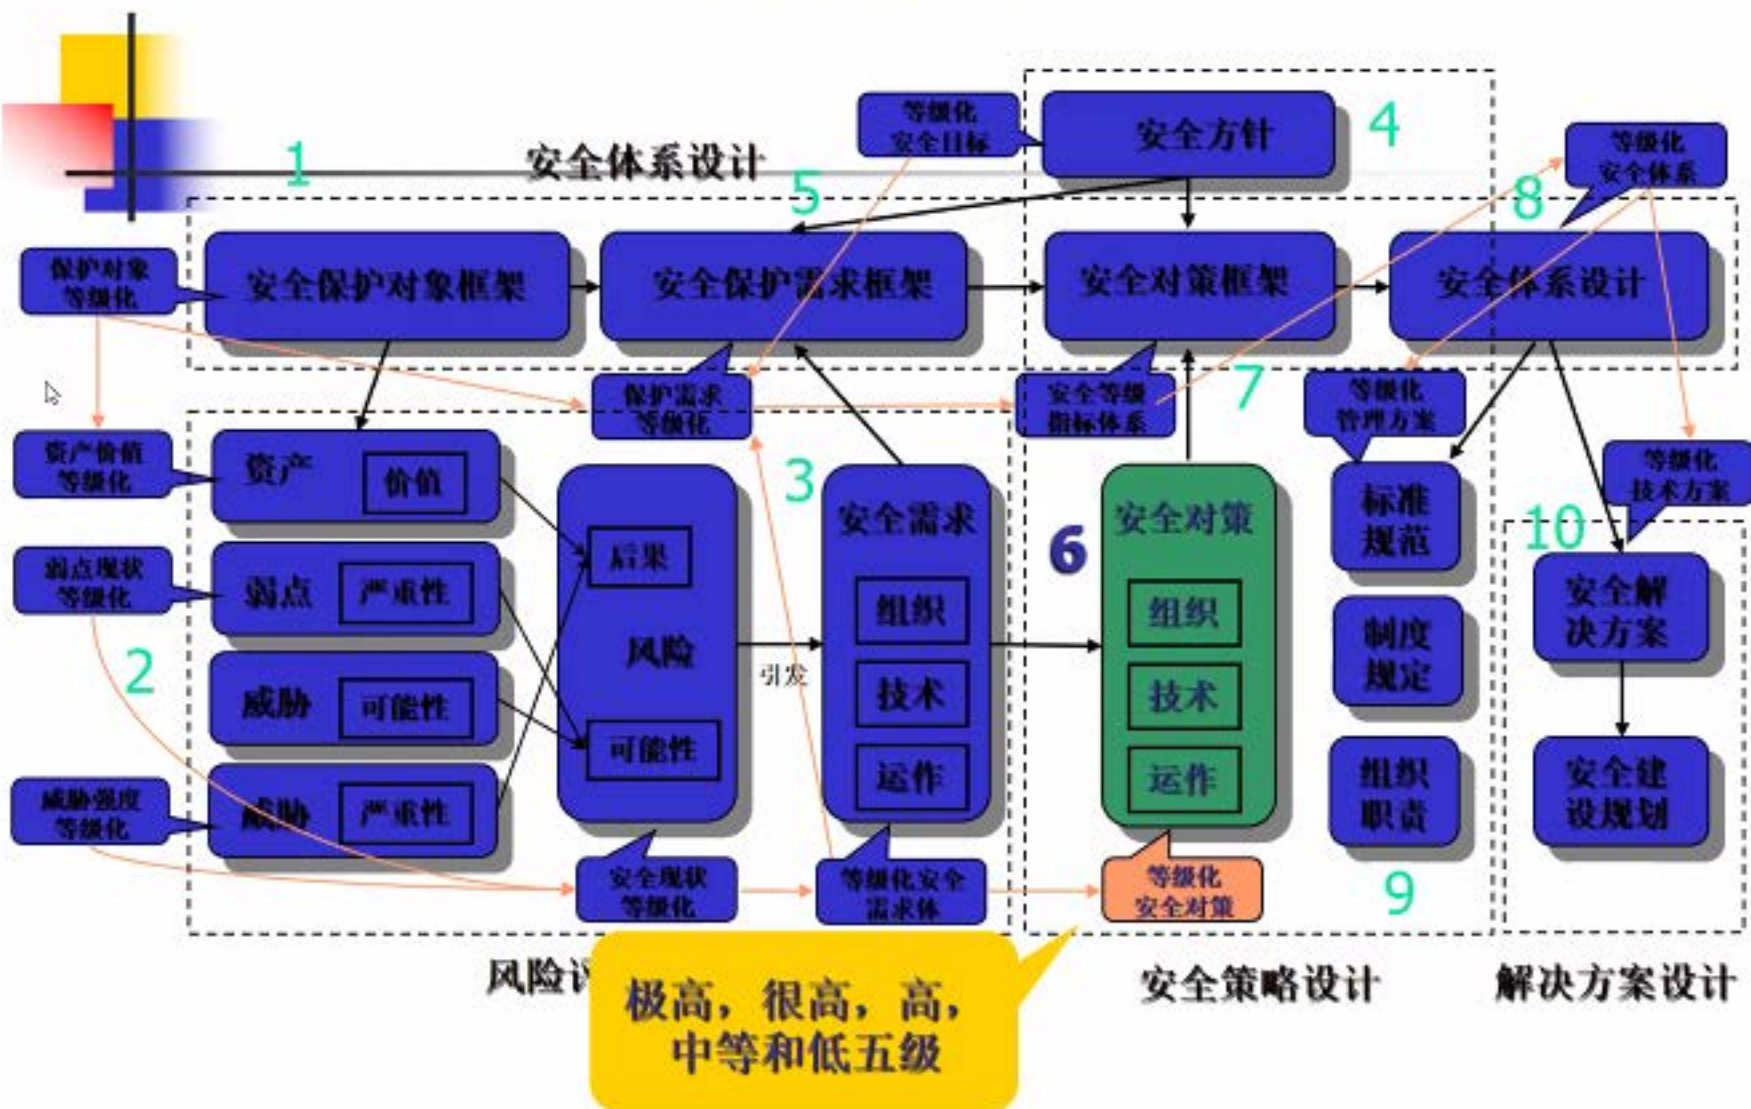 等级化
安全目标
安全方针
4
1
安全体系设计
5
等级化
安全体系
8
保护对象
等级化
安全保护对象框架
安全保护需求框架
安全对策框架
安全体系设计
保护需求
等级化
安全等级
指标体系
7
等级化
管理方案
资产价值
等级化
资产
价值
3
安全需求
安全对策
标准
规范
等级化
技术方案
10
弱点现状
等级化
弱点
严重性
后果
风险
6
组织
组织
安全解
决方案
2
威胁
可能性
可能性
引发
技术
技术
制度
规定
威胁强度
等级化
威胁
严重性
运作
运作
组织
职责
安全建
设规划
安全现状
等级化
等级化安全
需求体
等级化
安全对策
9
风险
安全策略设计
解决方案设计
极高，很高，高，
中等和低五级